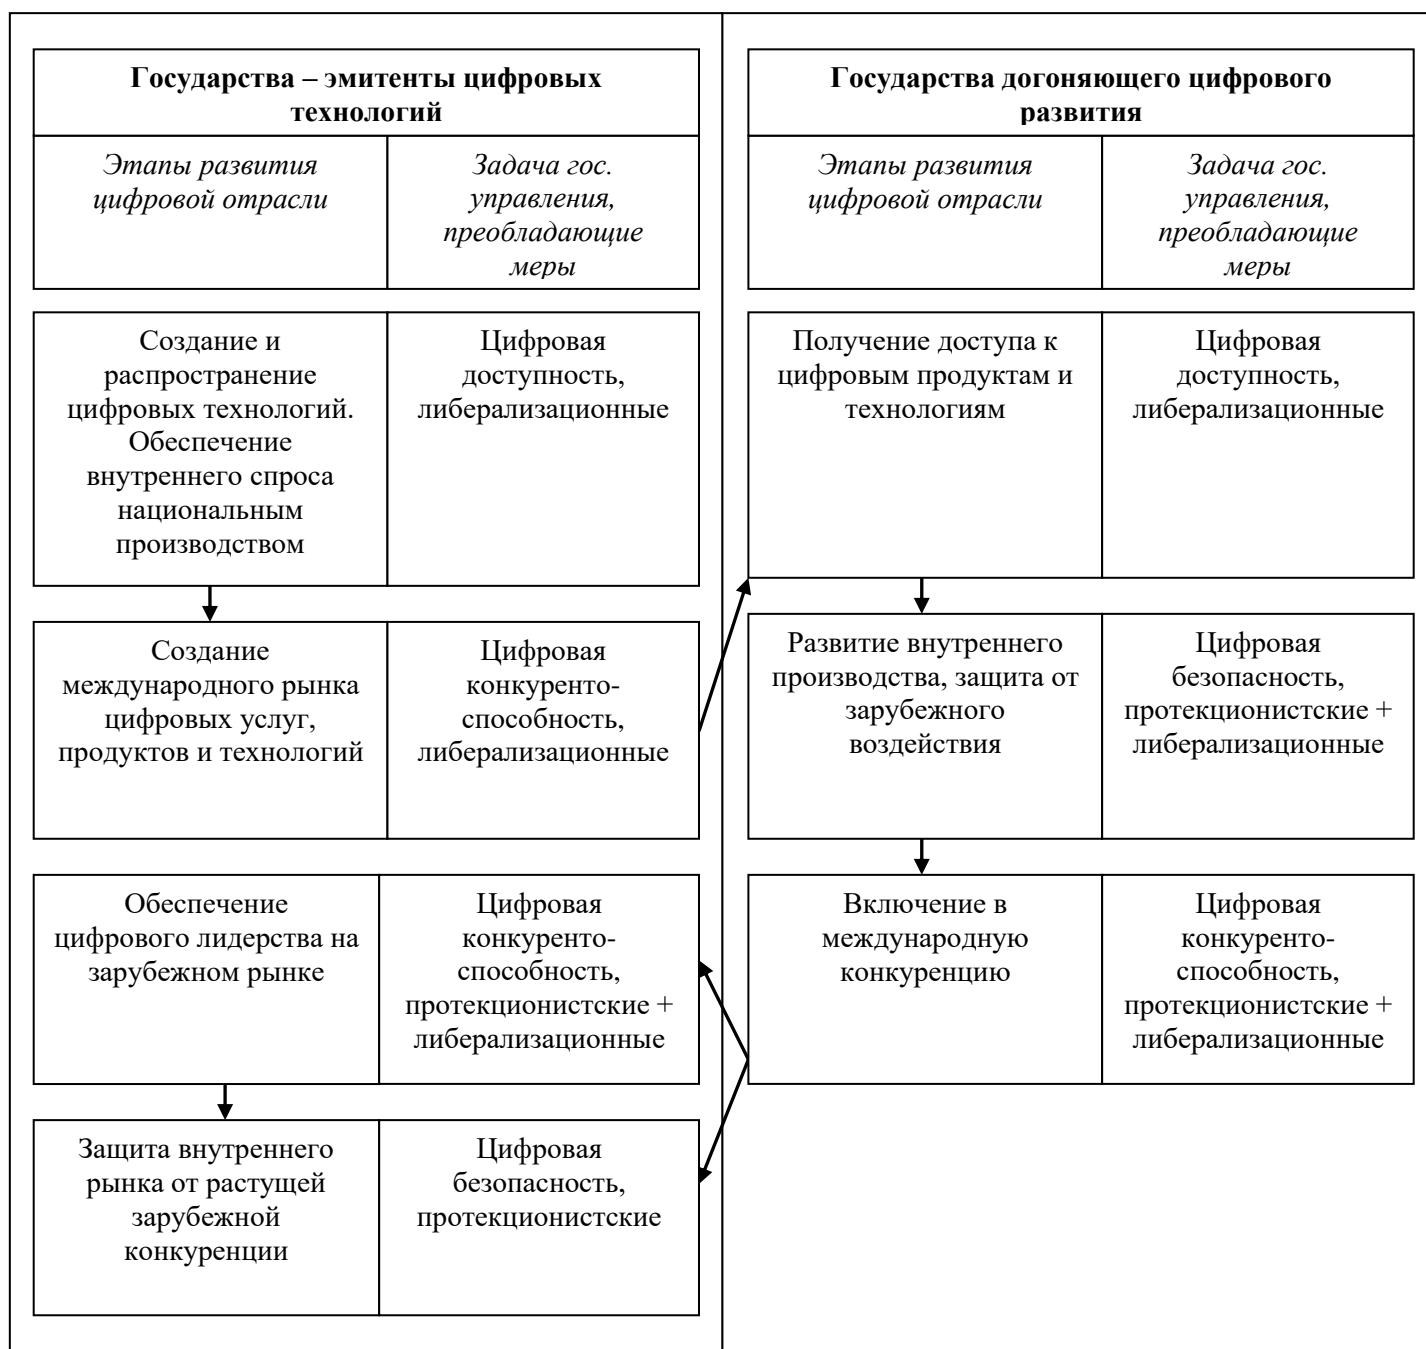 Государства – эмитенты цифровых
технологий
Этапы развития
цифровой отрасли
Задача гос.
управления,
преобладающие
меры
Создание и
распространение
цифровых технологий.
Обеспечение
внутреннего спроса
национальным
производством
Цифровая
доступность,
либерализационные
Создание
международного рынка
цифровых услуг,
продуктов и технологий
Цифровая
конкуренто-
способность,
либерализационные
Обеспечение
цифрового лидерства на
зарубежном рынке
Цифровая
конкуренто-
способность,
протекционистские +
либерализационные
Защита внутреннего
рынка от растущей
зарубежной
конкуренции
Цифровая
безопасность,
протекционистские
Государства догоняющего цифрового
развития
Этапы развития
цифровой отрасли
Задача гос.
управления,
преобладающие
меры
Получение доступа к
цифровым продуктам и
технологиям
Цифровая
доступность,
либерализационные
Развитие внутреннего
производства, защита от
зарубежного
воздействия
Цифровая
безопасность,
протекционистские +
либерализационные
Включение в
международную
конкуренцию
Цифровая
конкуренто-
способность,
протекционистские +
либерализационные